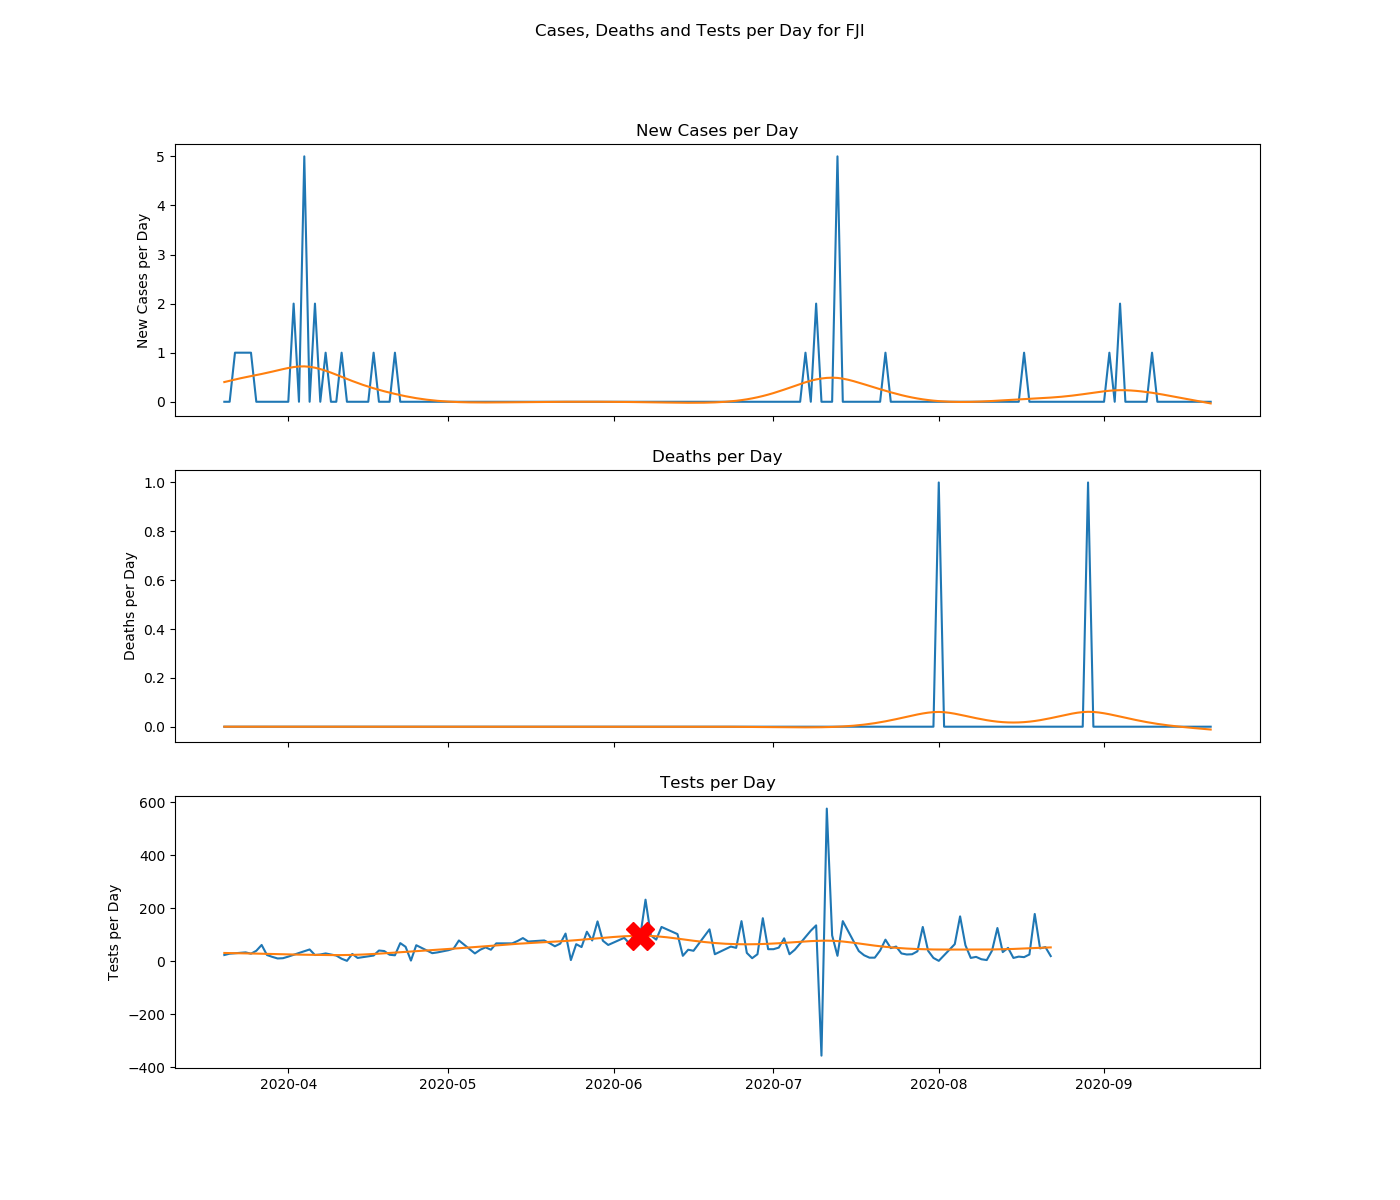 Cases, Deaths and Tests per Day for FJI
New Cases per Day
New Cases per Day
5
4
3
2
1
0
Deaths per Day
Deaths per Day
1.0
0.8
0.6
0.4
0.2
0.0
Tests per Day
Tests per Day
600
400
200
0
−200
−400
2020-04 2020-05 2020-06 2020-07 2020-08 2020-09